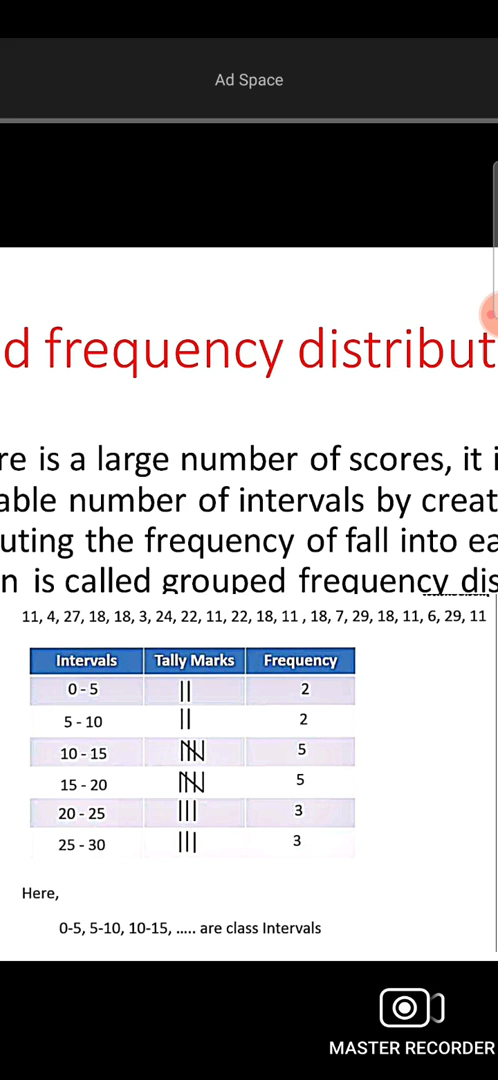 Ad Space
d frequency distribut
re is a large number of scores, it i
able number of intervals by creat
uting the frequency of fall into ea
n is called grouped frequency dis
11, 4, 27, 18, 18, 3, 24, 22, 11, 22, 18, 11 , 18, 7, 29, 18, 11, 6, 29, 11
Intervals Tally Marks Frequency
0 - 5 || 2
5 - 10 || 2
10 - 15 𝍸 5
15 - 20 𝍸 5
20 - 25 ||| 3
25 - 30 ||| 3
Here,
0-5, 5-10, 10-15, ..... are class Intervals
MASTER RECORDER